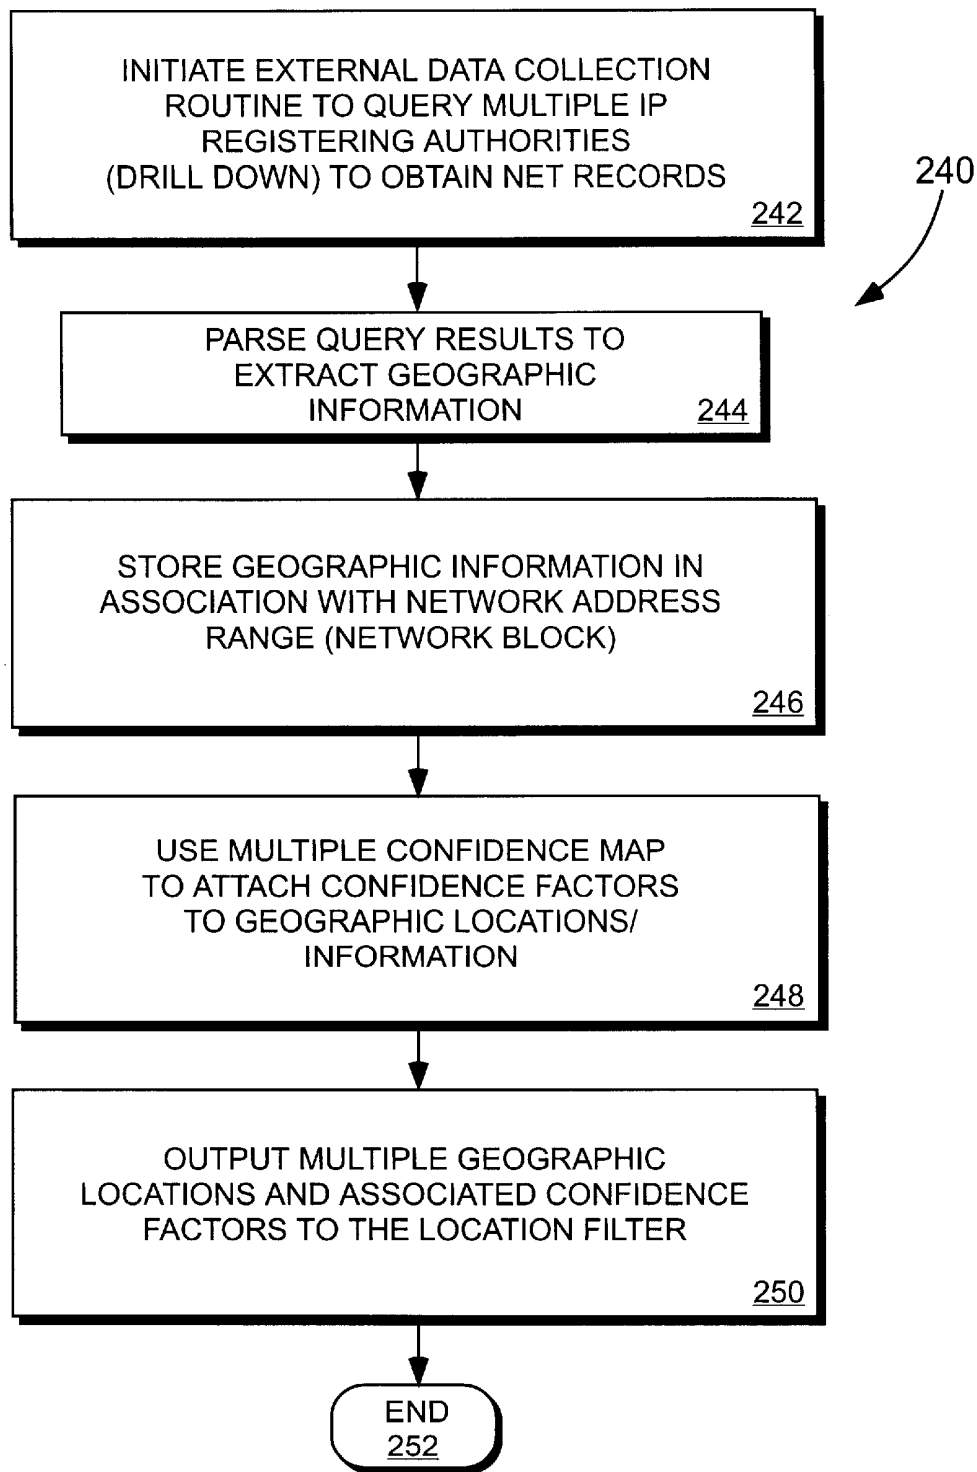 INITIATE EXTERNAL DATA COLLECTION
ROUTINE TO QUERY MULTIPLE IP
REGISTERING AUTHORITIES
(DRILL DOWN) TO OBTAIN NET RECORDS
242
240
PARSE QUERY RESULTS TO
EXTRACT GEOGRAPHIC
INFORMATION
244
STORE GEOGRAPHIC INFORMATION IN
ASSOCIATION WITH NETWORK ADDRESS
RANGE (NETWORK BLOCK)
246
USE MULTIPLE CONFIDENCE MAP
TO ATTACH CONFIDENCE FACTORS
TO GEOGRAPHIC LOCATIONS/
INFORMATION
248
OUTPUT MULTIPLE GEOGRAPHIC
LOCATIONS AND ASSOCIATED CONFIDENCE
FACTORS TO THE LOCATION FILTER
250
END
252